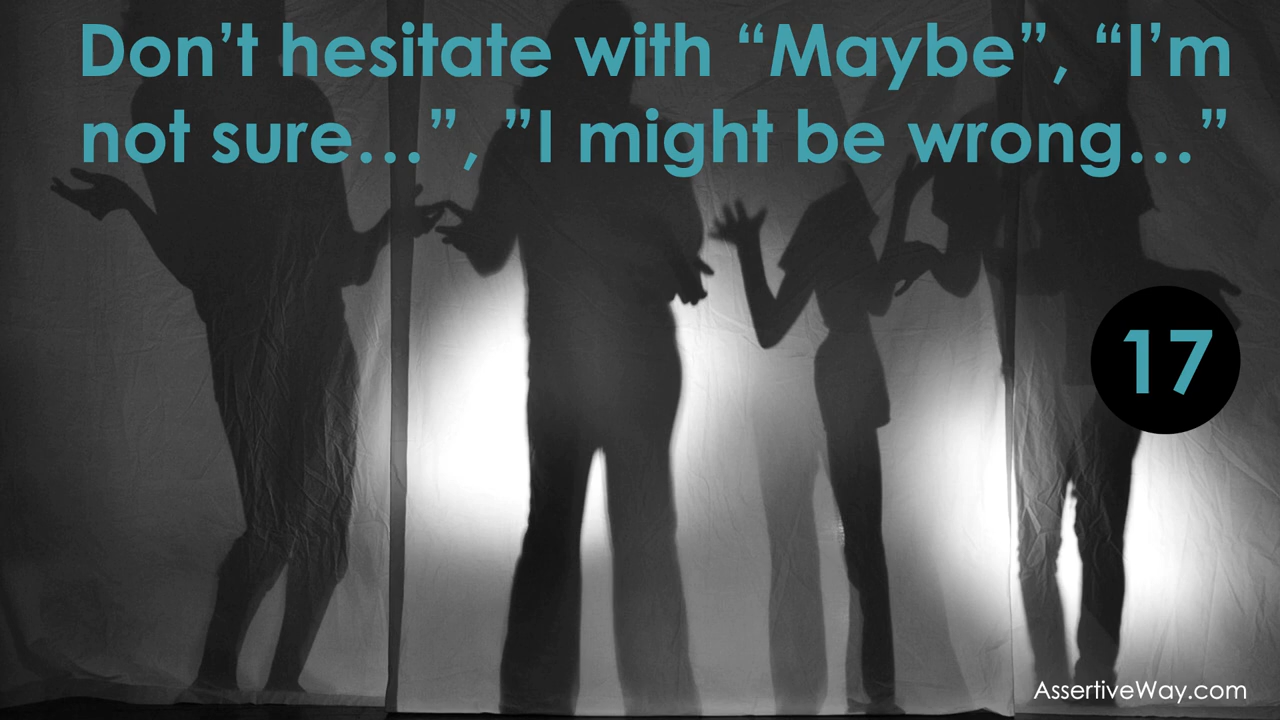 Don’t hesitate with “Maybe”, “I’m
not sure…”, ”I might be wrong…”
17
AssertiveWay.com